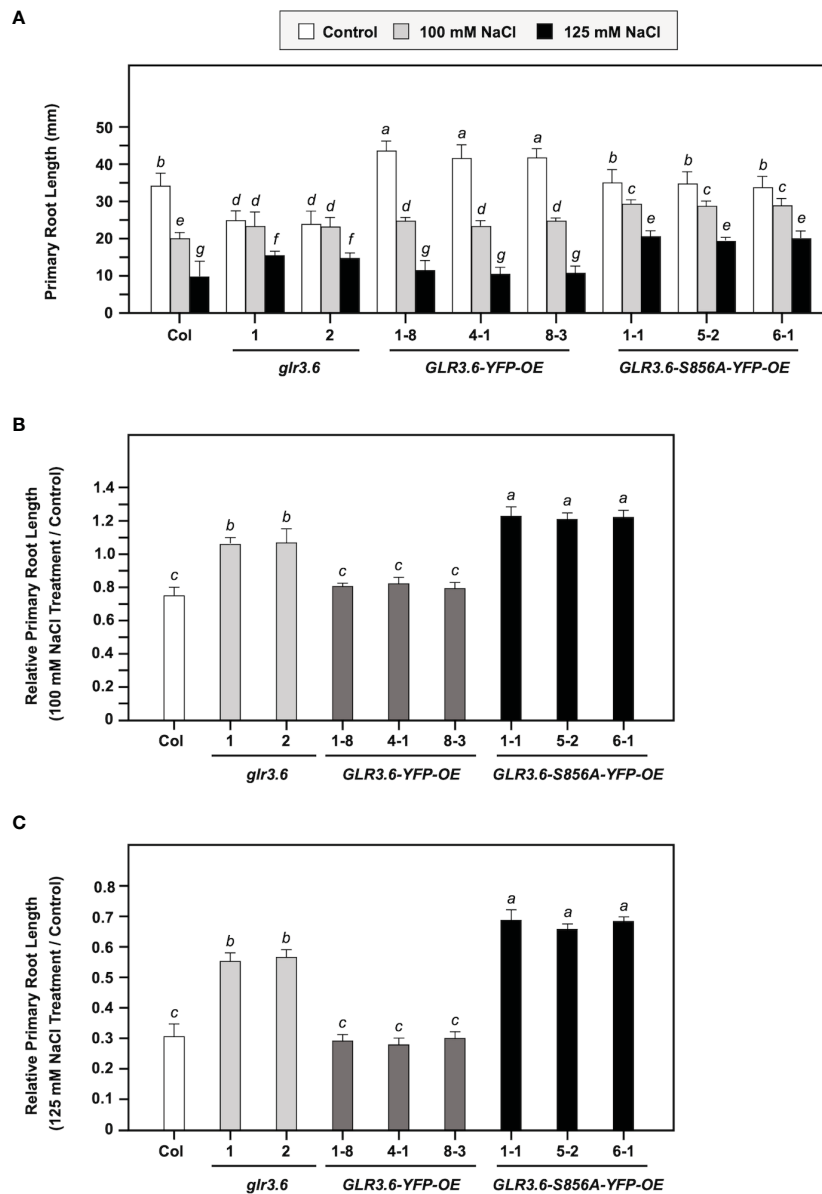 A
Control 100 mM NaCl 125 mM NaCl
Primary Root Length (mm)
50
40
30
20
10
0
b e g d d f d d f a d g a d g a d g b c e b c e b c e
Col 1 2 1-8 4-1 8-3 1-1 5-2 6-1
glr3.6 GLR3.6-YFP-OE GLR3.6-S856A-YFP-OE
B
Relative Primary Root Length
(100 mM NaCl Treatment / Control)
1.4
1.2
1.0
0.8
0.6
0.4
0.2
0
c b b c c c a a a
Col 1 2 1-8 4-1 8-3 1-1 5-2 6-1
glr3.6 GLR3.6-YFP-OE GLR3.6-S856A-YFP-OE
C
Relative Primary Root Length
(125 mM NaCl Treatment / Control)
0.8
0.7
0.6
0.5
0.4
0.3
0.2
0.1
0
c b b c c c a a a
Col 1 2 1-8 4-1 8-3 1-1 5-2 6-1
glr3.6 GLR3.6-YFP-OE GLR3.6-S856A-YFP-OE